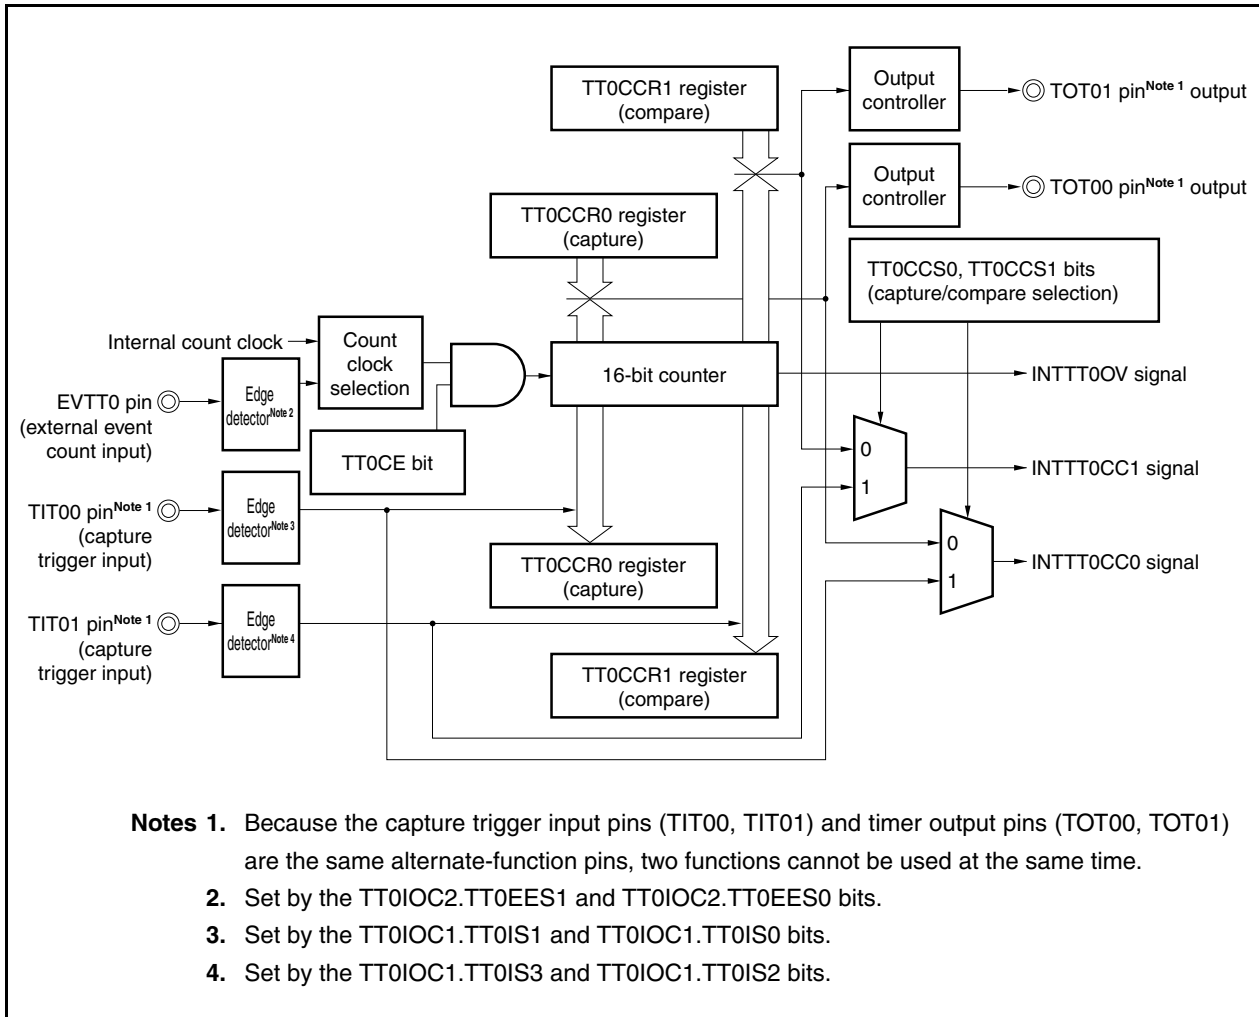 TT0CCR1 register
(compare)
Output
controller
TOT01 pinNote 1 output
Output
controller
TOT00 pinNote 1 output
TT0CCR0 register
(capture)
TT0CCS0, TT0CCS1 bits
(capture/compare selection)
Internal count clock
Count
clock
selection
16-bit counter
INTTT0OV signal
EVTT0 pin
(external event
count input)
Edge
detectorNote 2
TT0CE bit
0
1
INTTT0CC1 signal
TIT00 pinNote 1
(capture
trigger input)
Edge
detectorNote 3
TT0CCR0 register
(capture)
0
1
INTTT0CC0 signal
TIT01 pinNote 1
(capture
trigger input)
Edge
detectorNote 4
TT0CCR1 register
(compare)
Notes 1. Because the capture trigger input pins (TIT00, TIT01) and timer output pins (TOT00, TOT01)
are the same alternate-function pins, two functions cannot be used at the same time.
2. Set by the TT0IOC2.TT0EES1 and TT0IOC2.TT0EES0 bits.
3. Set by the TT0IOC1.TT0IS1 and TT0IOC1.TT0IS0 bits.
4. Set by the TT0IOC1.TT0IS3 and TT0IOC1.TT0IS2 bits.